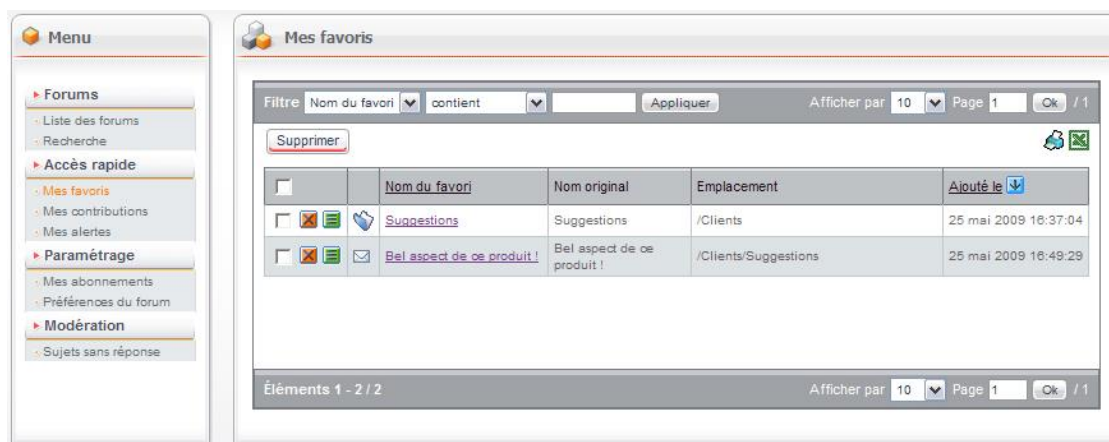 Menu
Forums
Liste des forums
Recherche
Accès rapide
Mes favoris
Mes contributions
Mes alertes
Paramétrage
Mes abonnements
Préférences du forum
Modération
Sujets sans réponse
Mes favoris
Filtre Nom du favori contient Appliquer Afficher par 10 Page 1 Ok / 1
Supprimer
Nom du favori Nom original Emplacement Ajouté le
Suggestions Suggestions /Clients 25 mai 2009 16:37:04
Bel aspect de ce produit ! Bel aspect de ce produit ! /Clients/Suggestions 25 mai 2009 16:49:29
Éléments 1 - 2 / 2 Afficher par 10 Page 1 Ok / 1